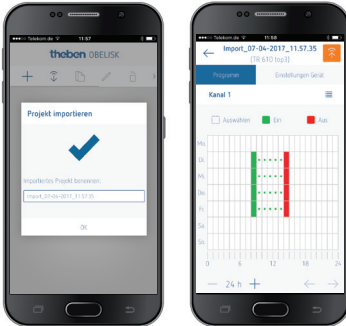 Telekom.de 11:57
theben OBELISK
Projekt importieren
Importiertes Projekt benennen:
Import_07-04-2017_11.57.35
OK
Telekom.de 11:58
Import_07-04-2017_11.57.35
(TR 610 top3)
Programm Einstellungen Gerät
Kanal 1
Auswählen Ein Aus
Mo
Di
Mi
Do
Fr
Sa
So
0 6 12 18 24
24 h